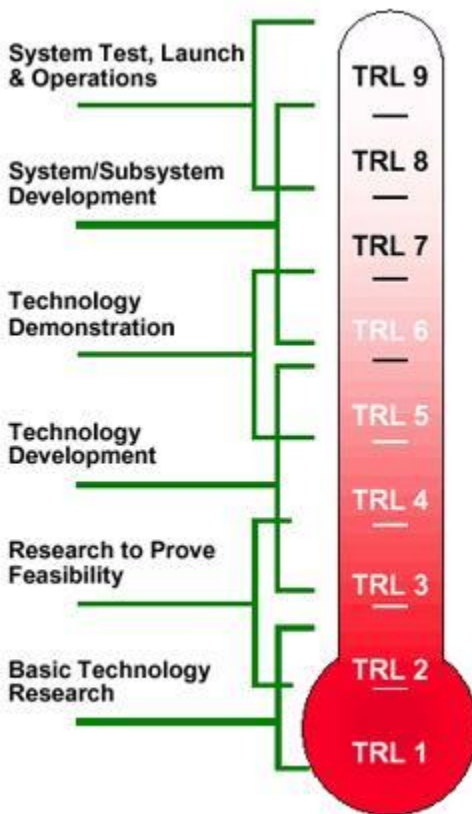 System Test, Launch
& Operations
System/Subsystem
Development
Technology
Demonstration
Technology
Development
Research to Prove
Feasibility
Basic Technology
Research
TRL 9
TRL 8
TRL 7
TRL 6
TRL 5
TRL 4
TRL 3
TRL 2
TRL 1